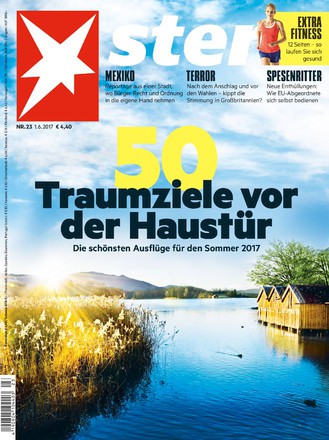 stern
EXTRA
FITNESS
12 Seiten – so
laufen Sie sich
gesund
MEXIKO
Reportage aus einer Stadt,
wo Bürger Recht und Ordnung
in die eigene Hand nehmen
TERROR
Nach dem Anschlag und vor
den Wahlen – kippt die
Stimmung in Großbritannien?
SPESENRITTER
Neue Enthüllungen:
Wie EU-Abgeordnete
sich selbst bedienen
NR. 23 1.6.2017 € 4,40
50
Traumziele vor
der Haustür
Die schönsten Ausflüge für den Sommer 2017